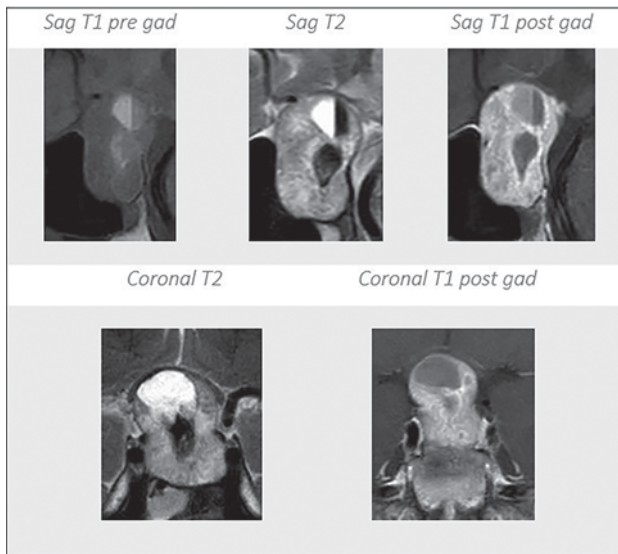 Sag T1 pre gad
Sag T2
Sag T1 post gad
Coronal T2
Coronal T1 post gad